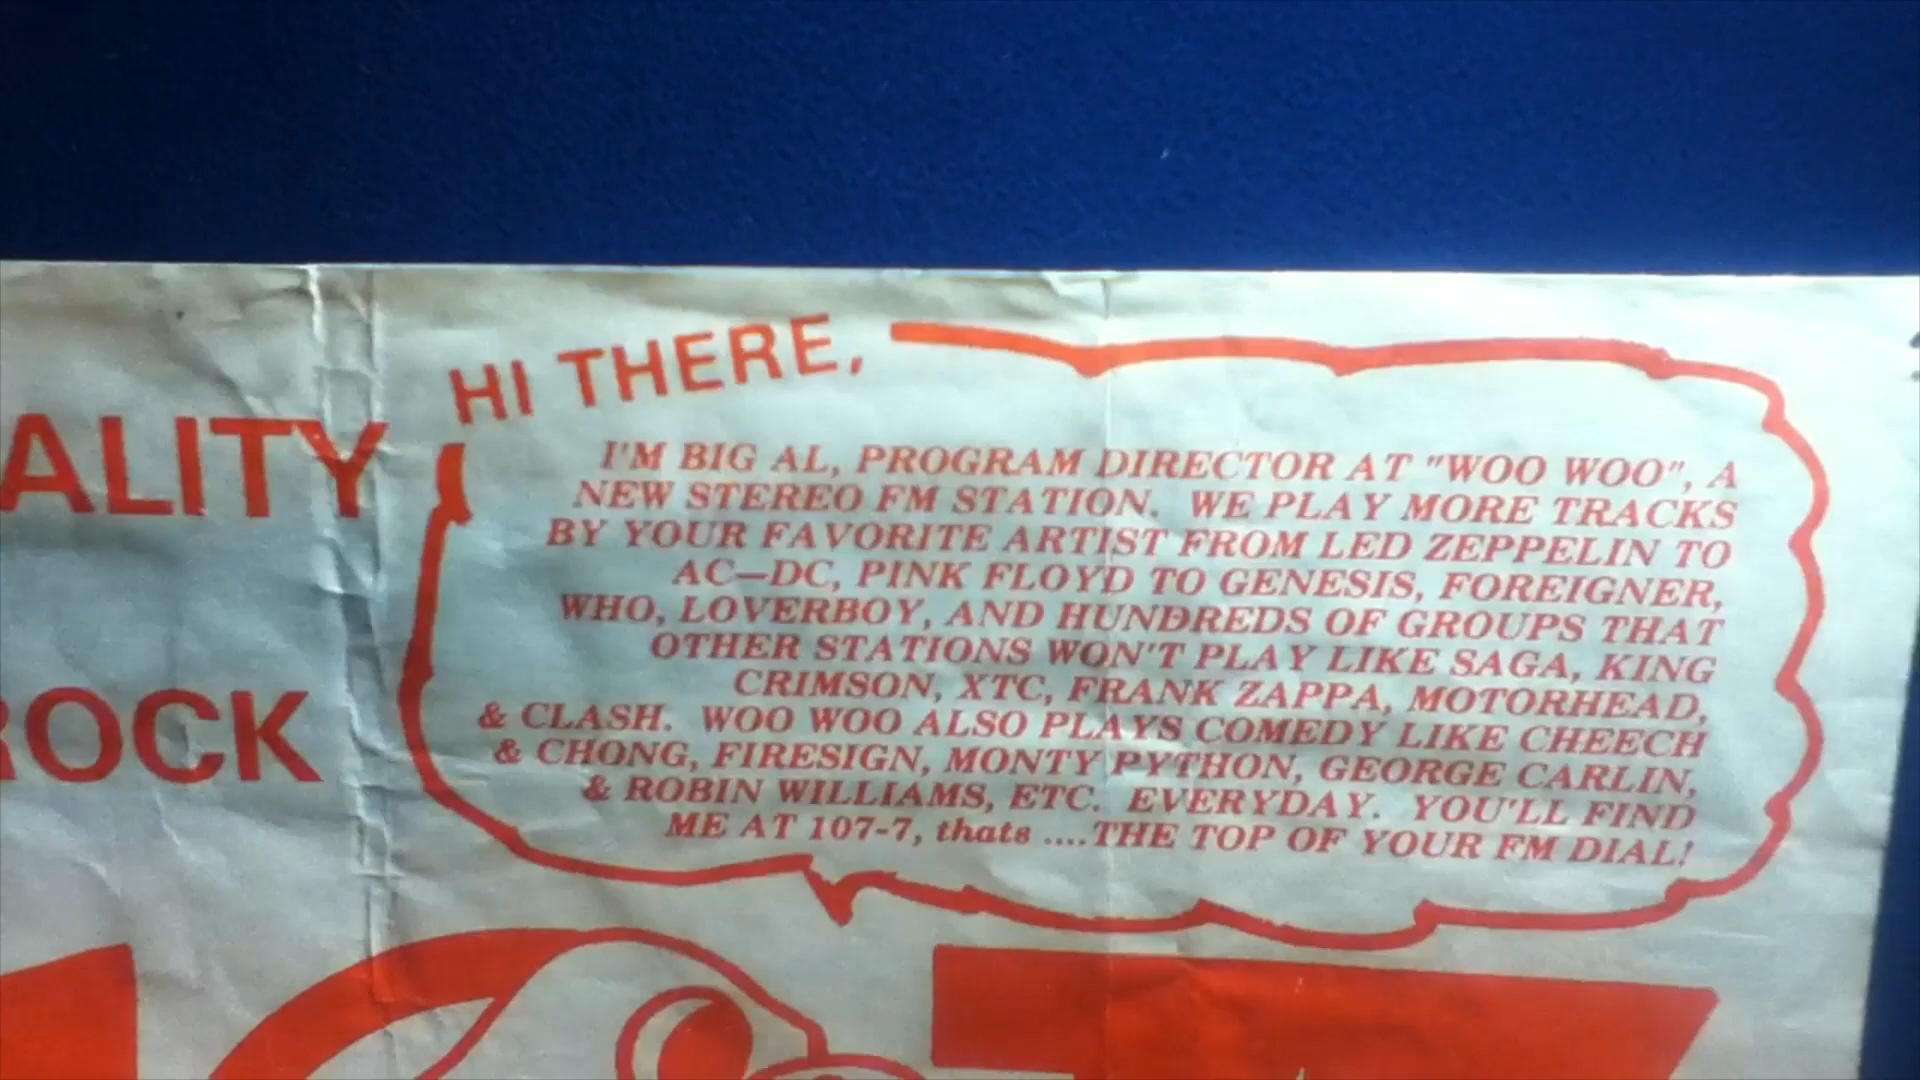 ALITY
ROCK
HI THERE,
I'M BIG AL, PROGRAM DIRECTOR AT "WOO WOO", A
NEW STEREO FM STATION. WE PLAY MORE TRACKS
BY YOUR FAVORITE ARTIST FROM LED ZEPPELIN TO
AC—DC, PINK FLOYD TO GENESIS, FOREIGNER,
WHO, LOVERBOY, AND HUNDREDS OF GROUPS THAT
OTHER STATIONS WON'T PLAY LIKE SAGA, KING
CRIMSON, XTC, FRANK ZAPPA, MOTORHEAD,
& CLASH. WOO WOO ALSO PLAYS COMEDY LIKE CHEECH
& CHONG, FIRESIGN, MONTY PYTHON, GEORGE CARLIN,
& ROBIN WILLIAMS, ETC. EVERYDAY. YOU'LL FIND
ME AT 107-7, thats ....THE TOP OF YOUR FM DIAL!